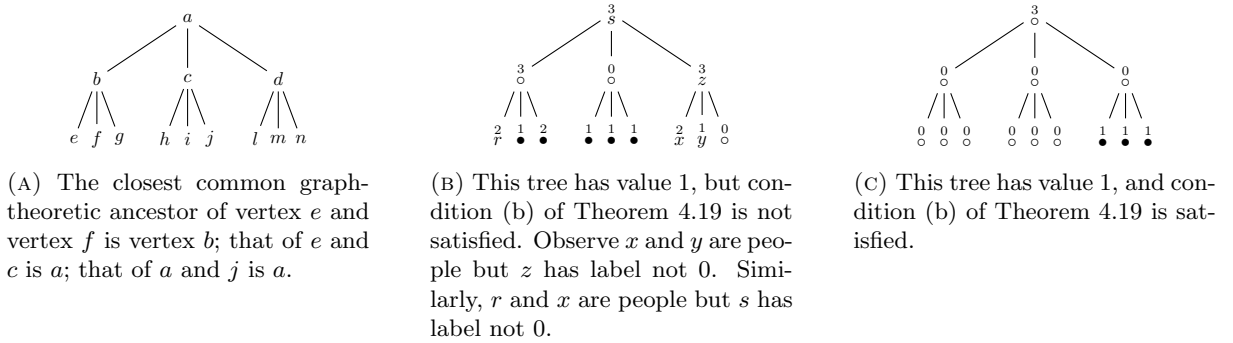 a
b c d
e f g h i j l m n
3
s
3 0 3
z
2 1 2 1 1 1 2 1 0
r x y
3
0 0 0
0 0 0 0 0 0 1 1 1
(A) The closest common graph-
theoretic ancestor of vertex e and
vertex f is vertex b; that of e and
c is a; that of a and j is a.
(B) This tree has value 1, but con-
dition (b) of Theorem 4.19 is not
satisfied. Observe x and y are peo-
ple but z has label not 0. Simi-
larly, r and x are people but s has
label not 0.
(C) This tree has value 1, and con-
dition (b) of Theorem 4.19 is sat-
isfied.